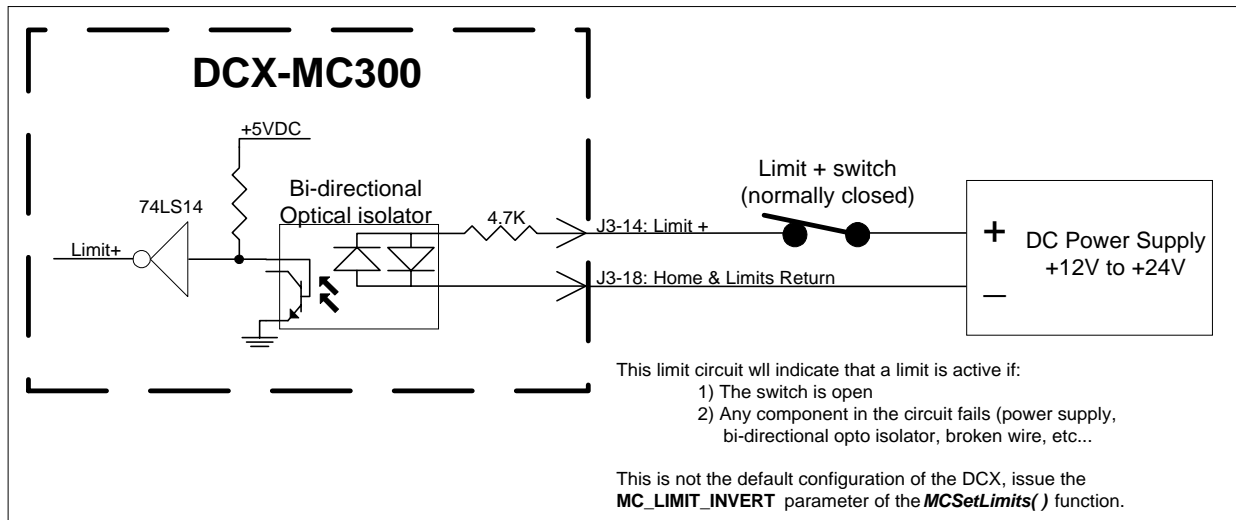 DCX-MC300
+5VDC
Bi-directional
Optical isolator
74LS14
4.7K
Limit+
J3-14: Limit +
J3-18: Home & Limits Return
Limit + switch
(normally closed)
+
–
DC Power Supply
+12V to +24V
This limit circuit wll indicate that a limit is active if:
1) The switch is open
2) Any component in the circuit fails (power supply,
bi-directional opto isolator, broken wire, etc...
This is not the default configuration of the DCX, issue the
MC_LIMIT_INVERT parameter of the MCSetLimits( ) function.